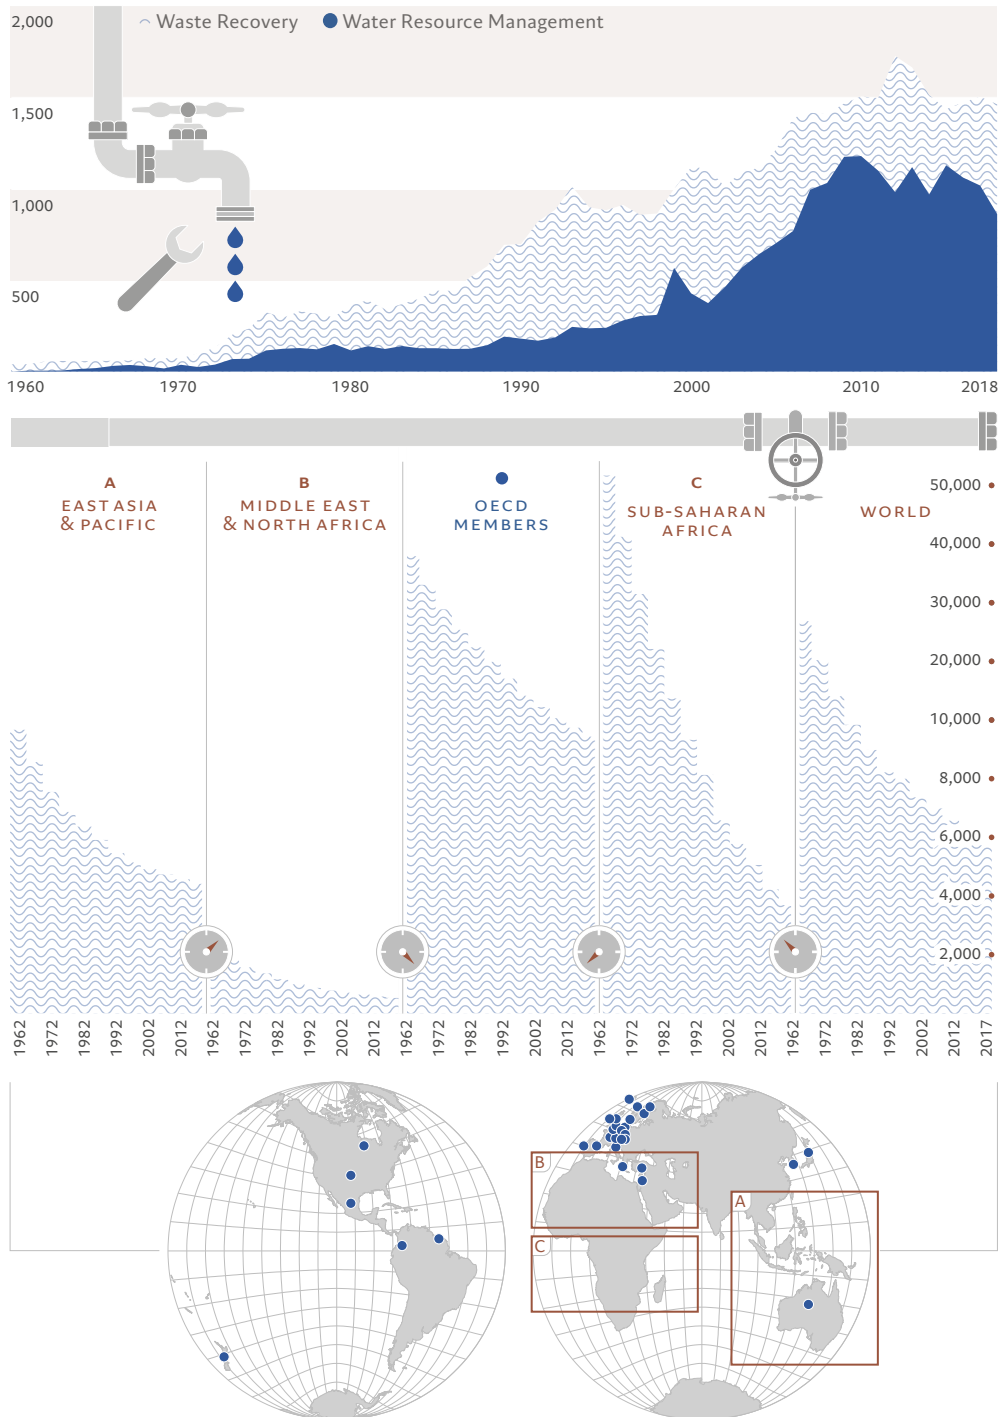 2,000
Waste Recovery
Water Resource Management
1,500
1,000
500
1960 1970 1980 1990 2000 2010 2018
A
EAST ASIA
& PACIFIC
B
MIDDLE EAST
& NORTH AFRICA
OECD
MEMBERS
C
SUB-SAHARAN
AFRICA
WORLD
50,000
40,000
30,000
20,000
10,000
8,000
6,000
4,000
2,000
1962 1972 1982 1992 2002 2012 1962 1972 1982 1992 2002 2012 1962 1972 1982 1992 2002 2012 1962 1972 1982 1992 2002 2012 1962 1972 1982 1992 2002 2012 2017
B
A
C